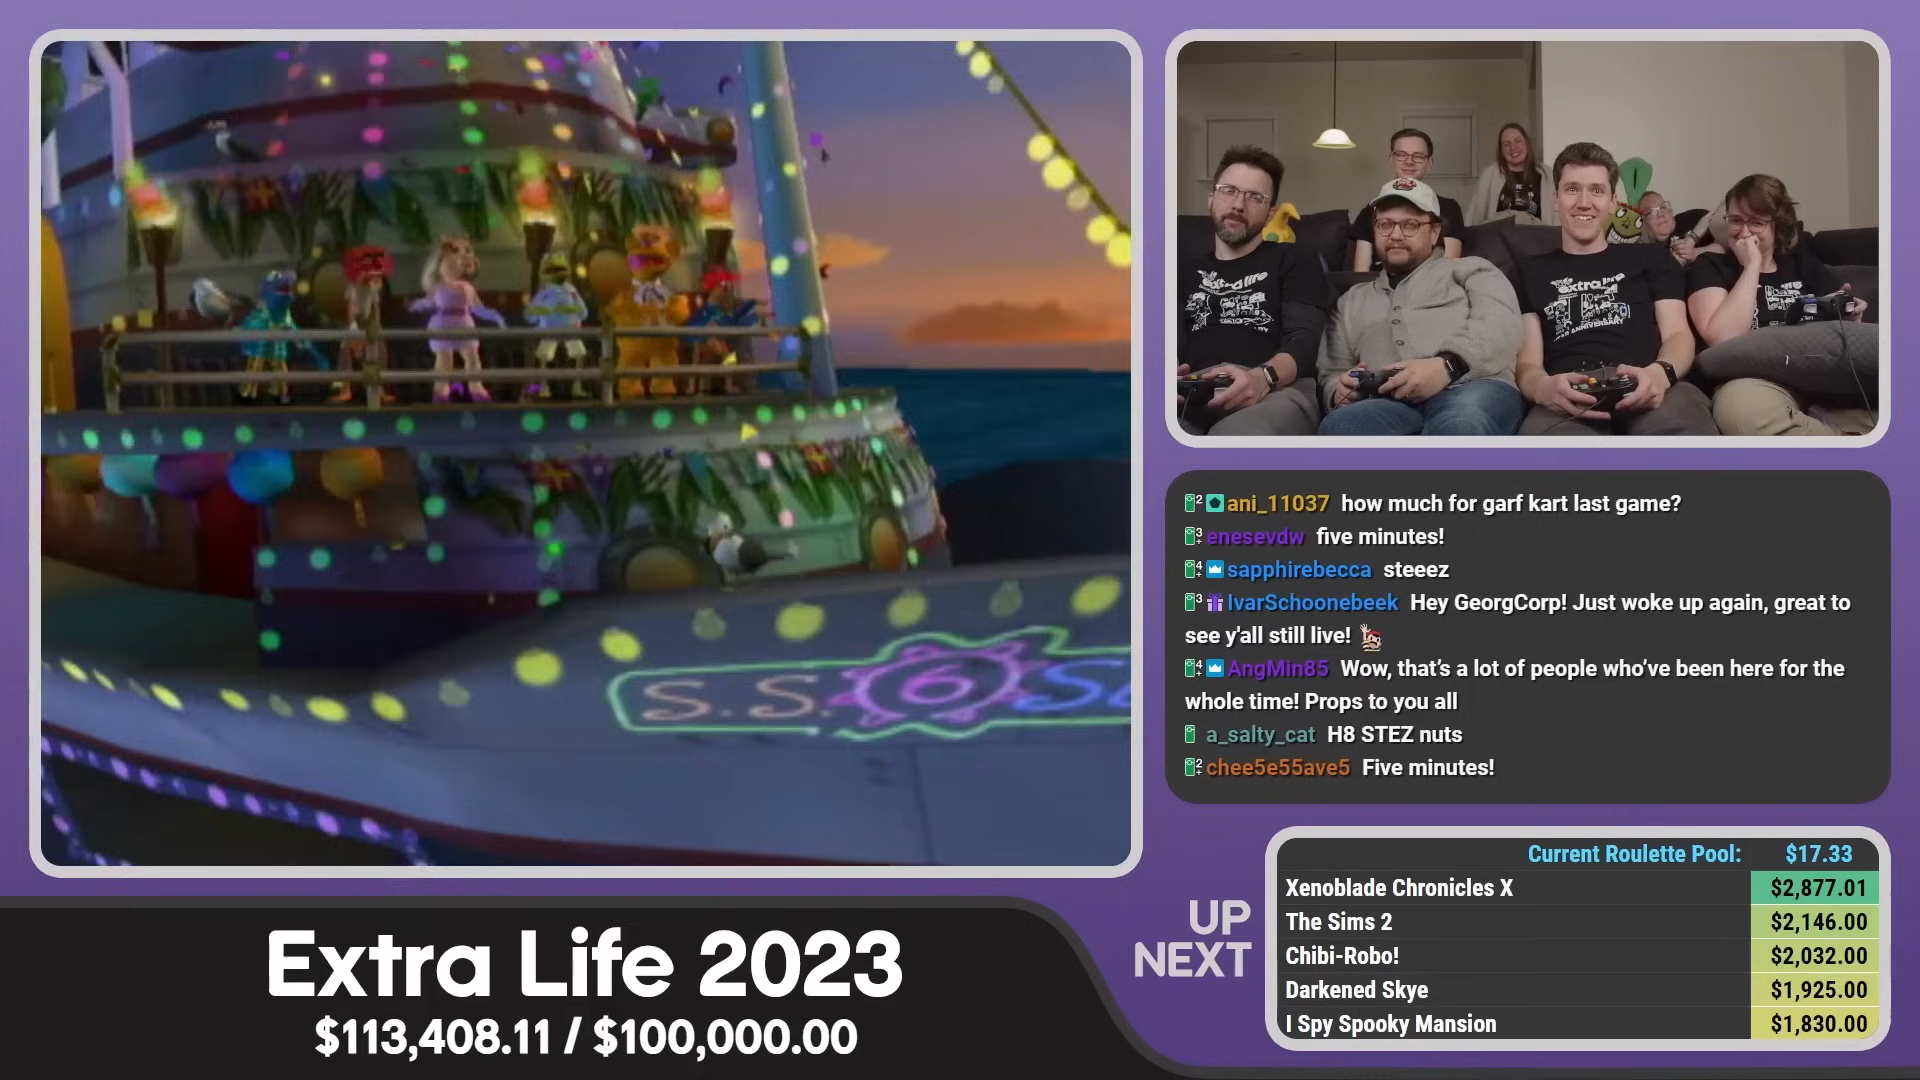 S.S.
6
ani_11037 how much for garf kart last game?
enesevdw five minutes!
sapphirebecca steeez
IvarSchoonebeek Hey GeorgCorp! Just woke up again, great to
see y'all still live!
AngMin85 Wow, that’s a lot of people who’ve been here for the
whole time! Props to you all
a_salty_cat H8 STEZ nuts
chee5e55ave5 Five minutes!
Current Roulette Pool: $17.33
Xenoblade Chronicles X $2,877.01
The Sims 2 $2,146.00
Chibi-Robo! $2,032.00
Darkened Skye $1,925.00
I Spy Spooky Mansion $1,830.00
UP
NEXT
Extra Life 2023
$113,408.11 / $100,000.00
extra life
ANNIVERSARY